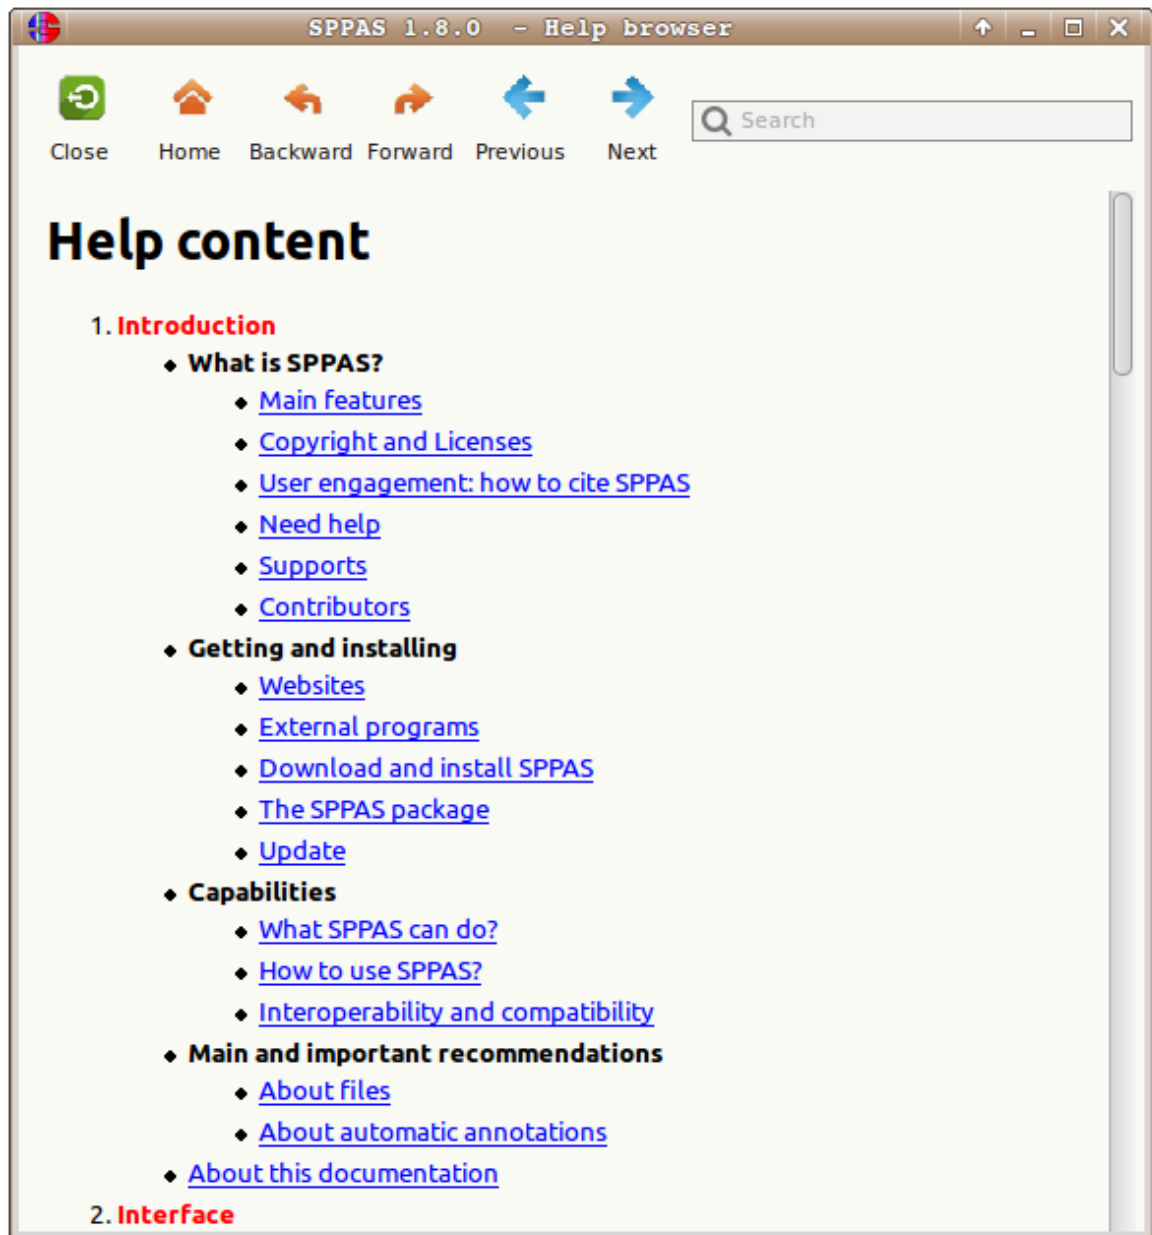 SPPAS 1.8.0 - Help browser
Close Home Backward Forward Previous Next Search
Help content
1. Introduction
What is SPPAS?
Main features
Copyright and Licenses
User engagement: how to cite SPPAS
Need help
Supports
Contributors
Getting and installing
Websites
External programs
Download and install SPPAS
The SPPAS package
Update
Capabilities
What SPPAS can do?
How to use SPPAS?
Interoperability and compatibility
Main and important recommendations
About files
About automatic annotations
About this documentation
2. Interface